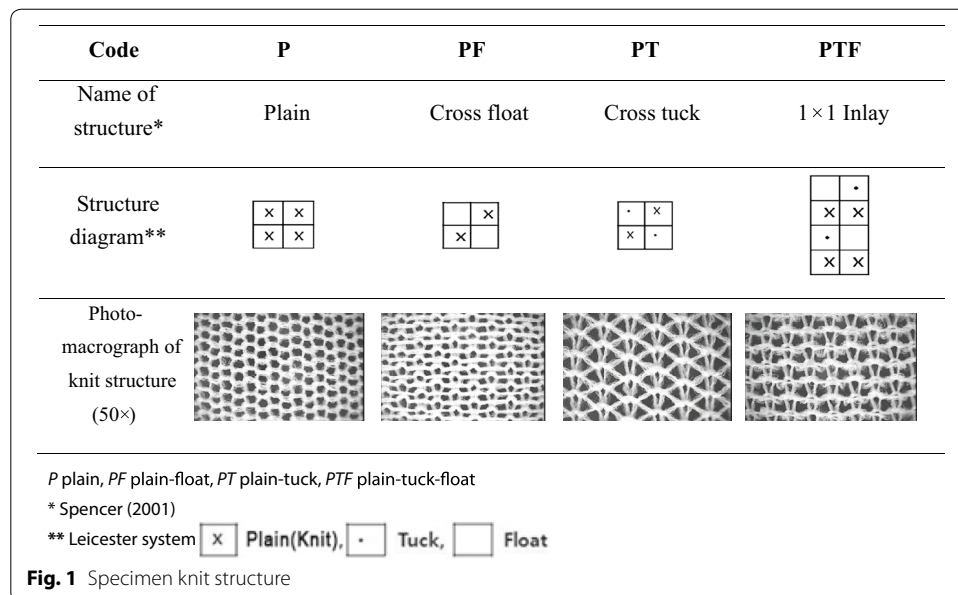 Code P PF PT PTF
Name of
structure*
Plain Cross float Cross tuck 1 × 1 Inlay
Structure
diagram**
x x
x x
x
x
· x
x ·
·
x x
·
x x
Photo-
macrograph of
knit structure
(50×)
P plain, PF plain-float, PT plain-tuck, PTF plain-tuck-float
* Spencer (2001)
** Leicester system x Plain(Knit), · Tuck, Float
Fig. 1 Specimen knit structure